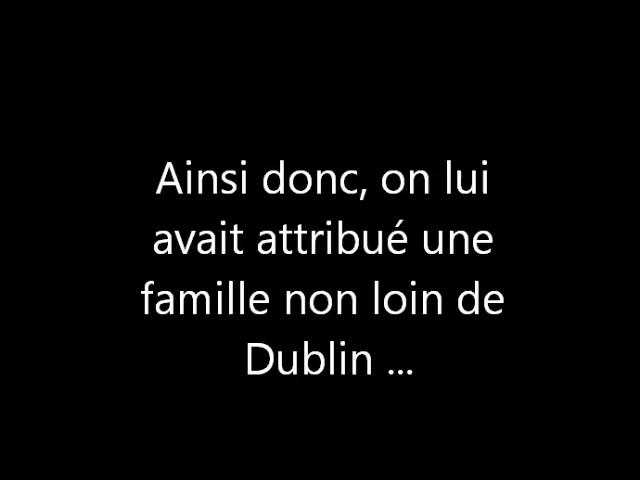 Ainsi donc, on lui
avait attribué une
famille non loin de
Dublin ...